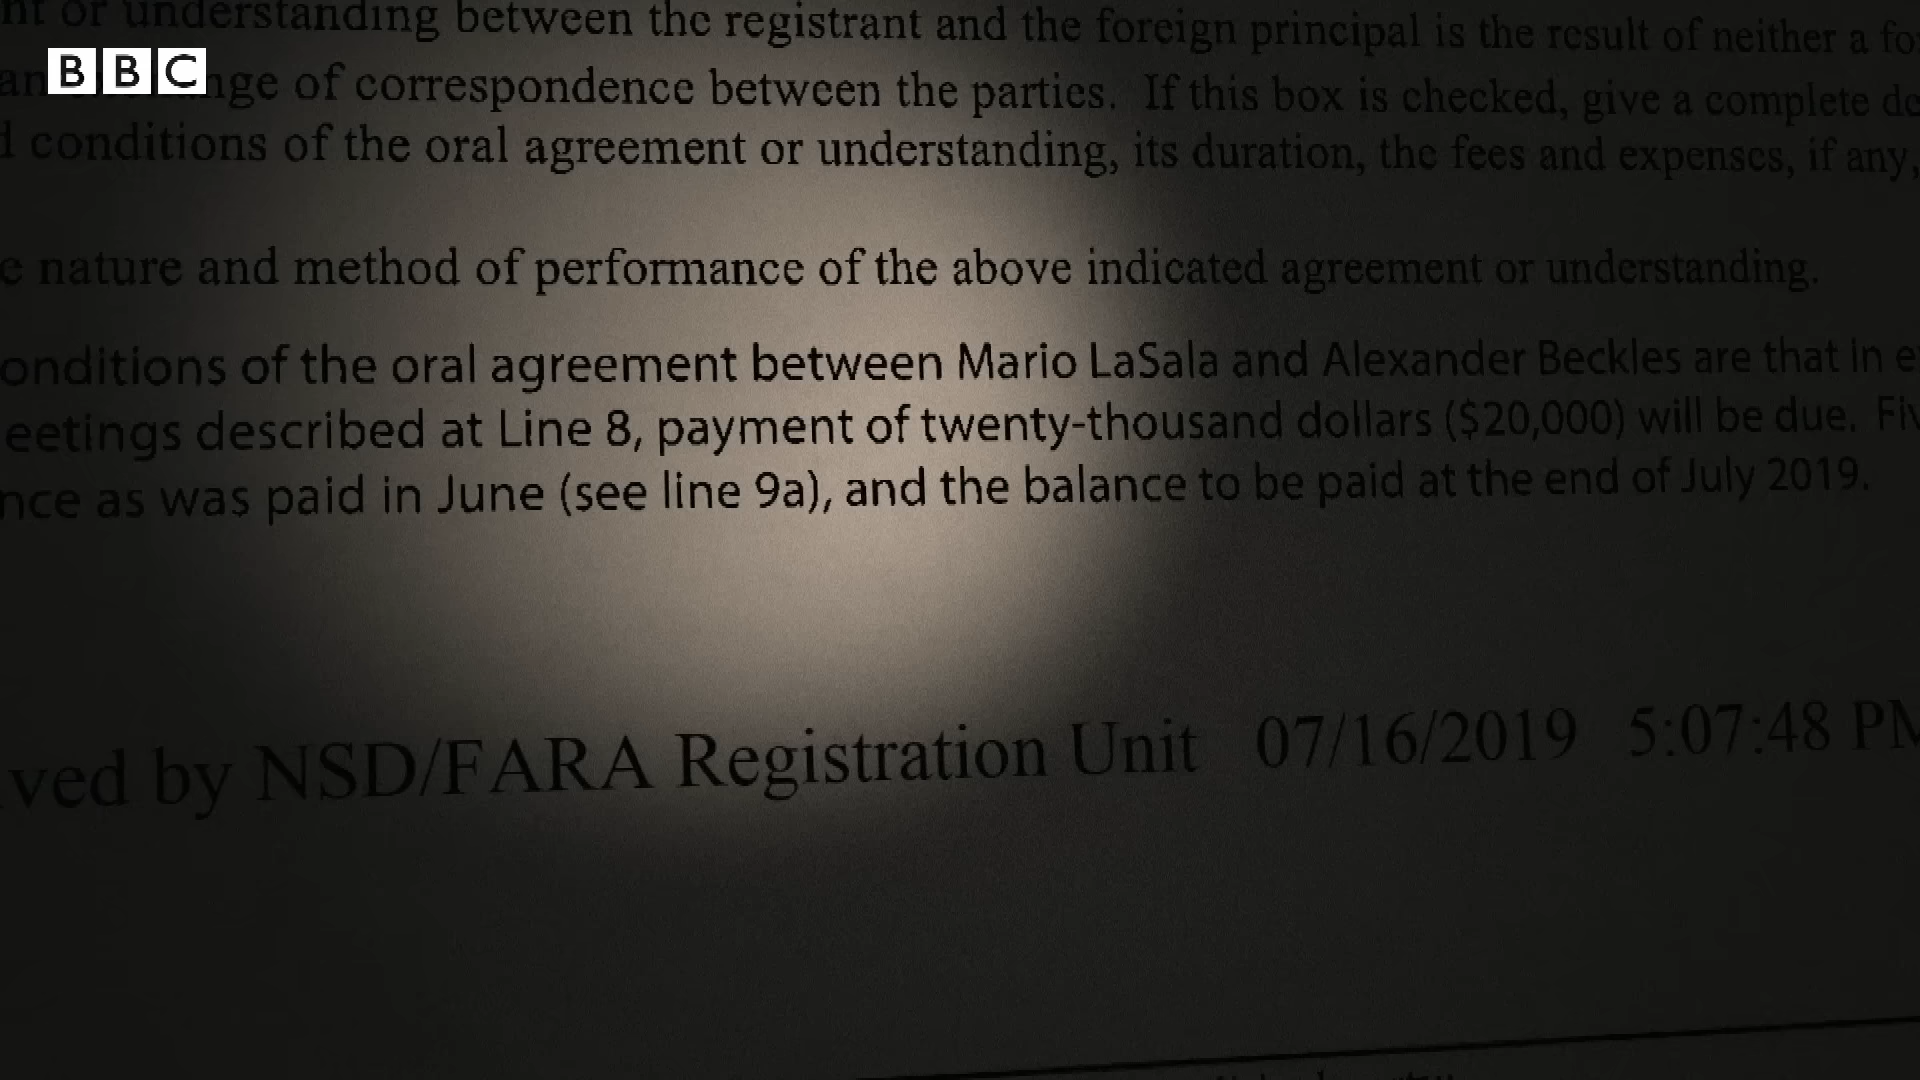 BBC
or understanding between the registrant and the foreign principal is the result of neither a
of correspondence between the parties. If this box is checked, give a complete
conditions of the oral agreement or understanding, its duration, the fees and expenses, if any,
nature and method of performance of the above indicated agreement or understanding.
onditions of the oral agreement between Mario LaSala and Alexander Beckles are that in
eetings described at Line 8, payment of twenty-thousand dollars ($20,000) will be due.
nce as was paid in June (see line 9a), and the balance to be paid at the end of July 2019.
ved by NSD/FARA Registration Unit 07/16/2019 5:07:48 PM